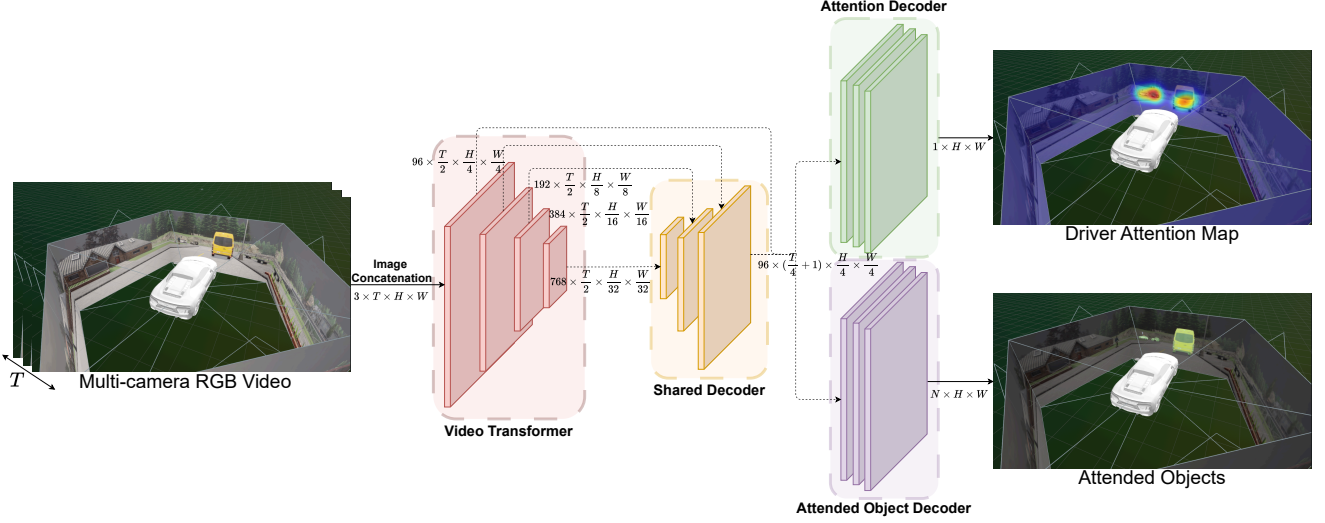 Attention Decoder
1 × H × W
Driver Attention Map
96 × T/2 × H/4 × W/4
192 × T/2 × H/8 × W/8
384 × T/2 × H/16 × W/16
768 × T/2 × H/32 × W/32
Image
Concatenation
3 × T × H × W
96 × (T/4 + 1) × H/4 × W/4
T
Multi-camera RGB Video
Video Transformer
Shared Decoder
N × H × W
Attended Objects
Attended Object Decoder